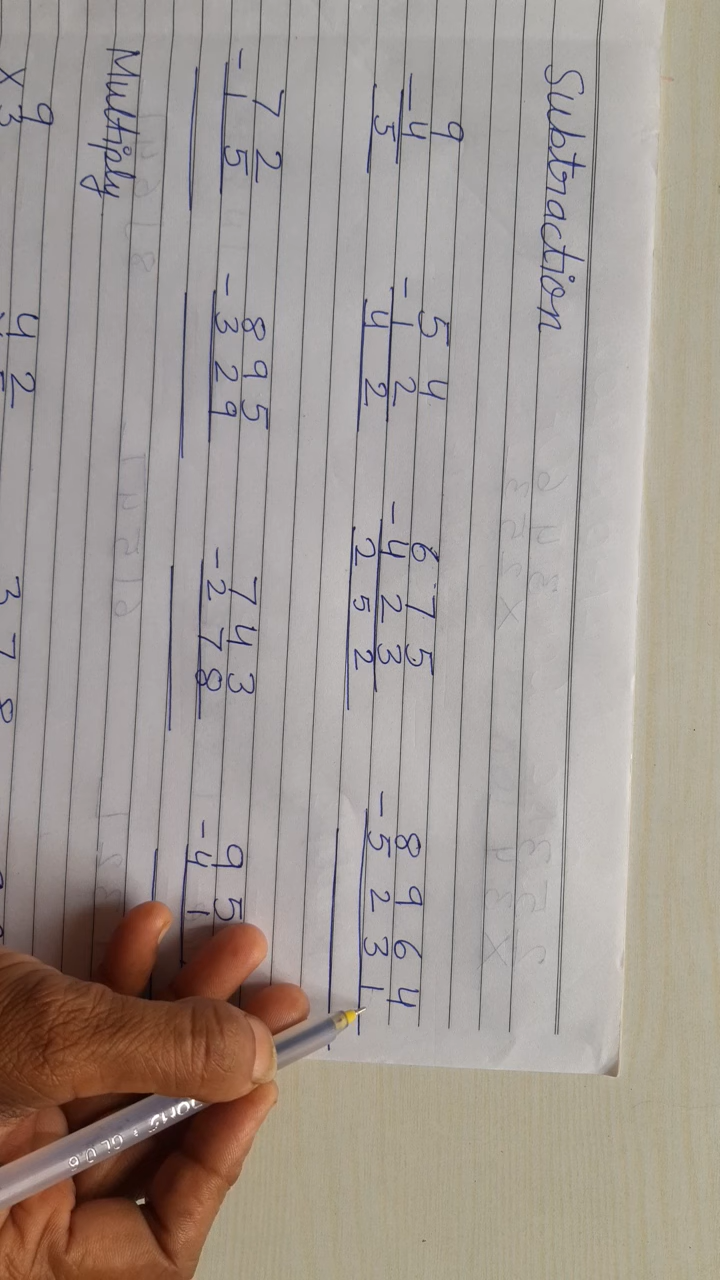 Subtraction
9 54 675 8964
-4 -12 -423 -5231
5 42 252
72 895 743 95
-15 -329 -278 -41
Multiply
9 42 378
x3